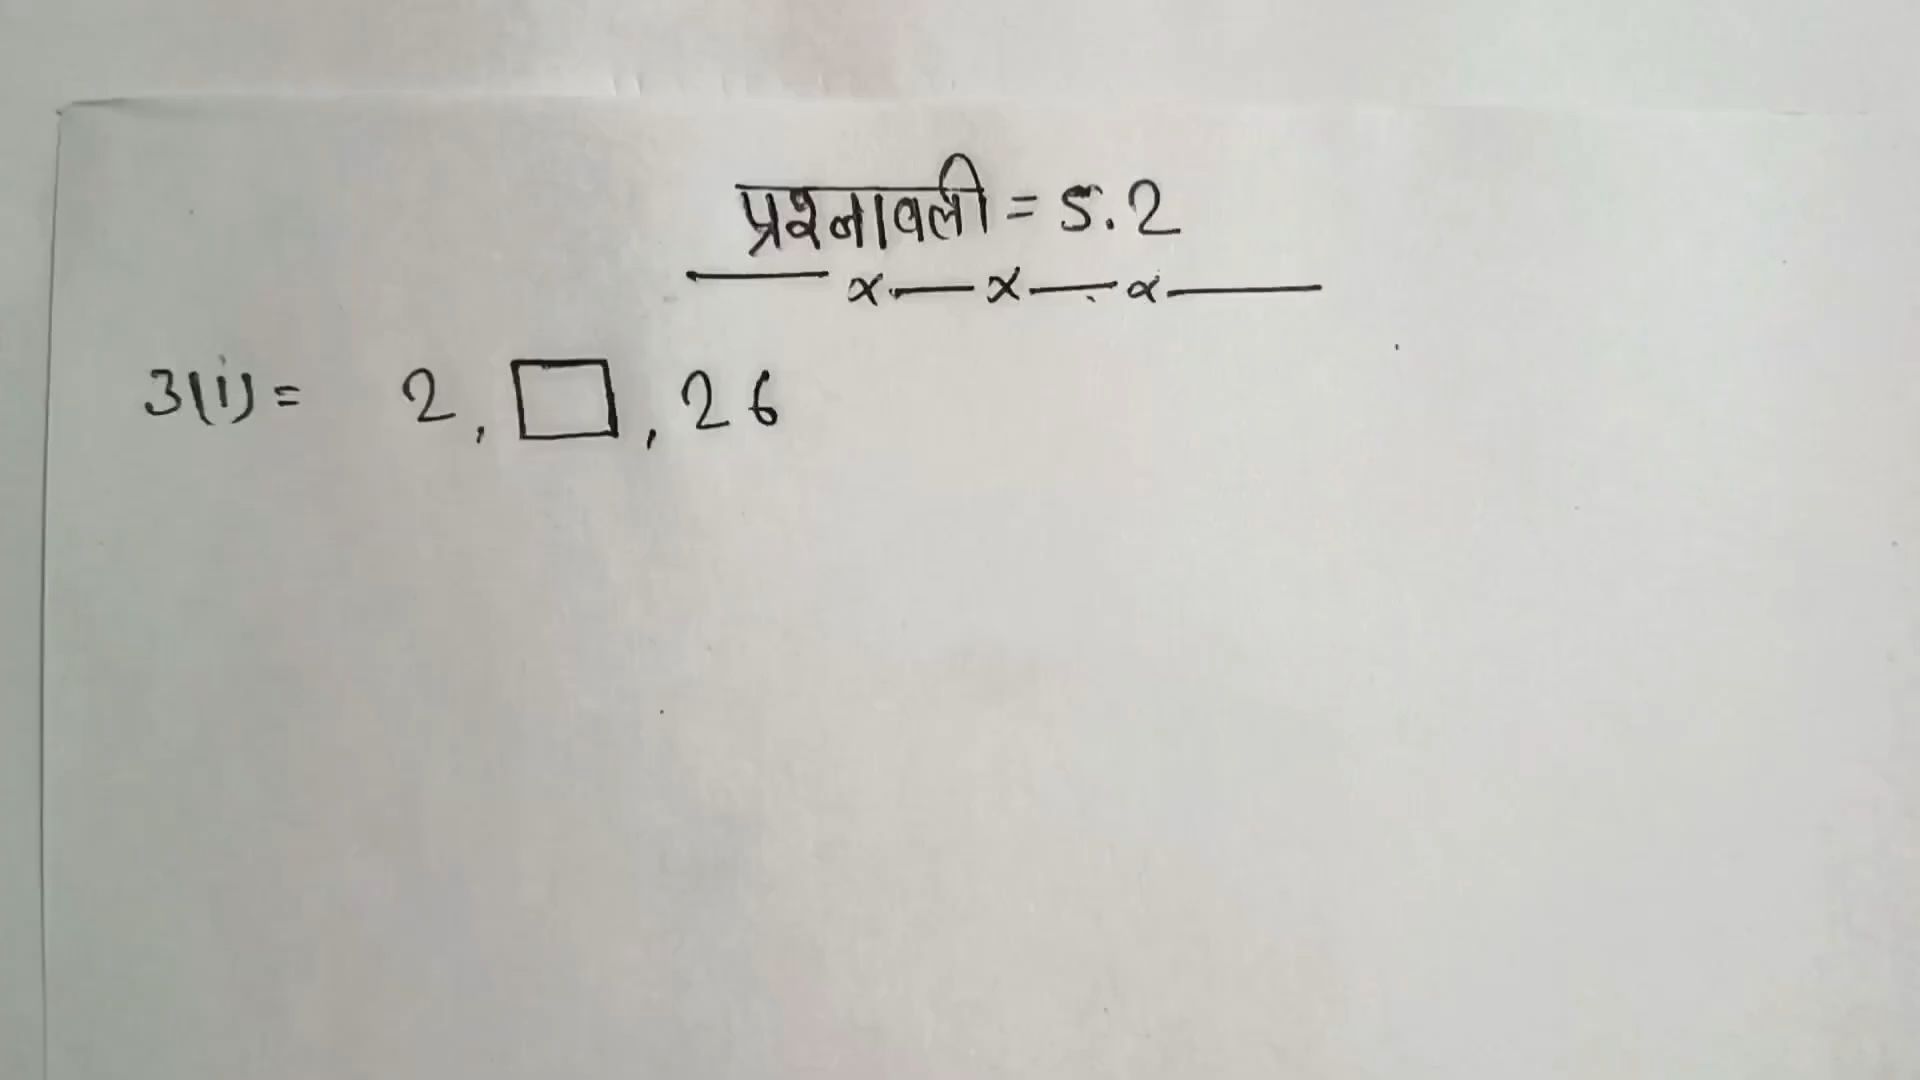 प्रश्नावली = 5.2
x — x — x
3(i) = 2, □, 26